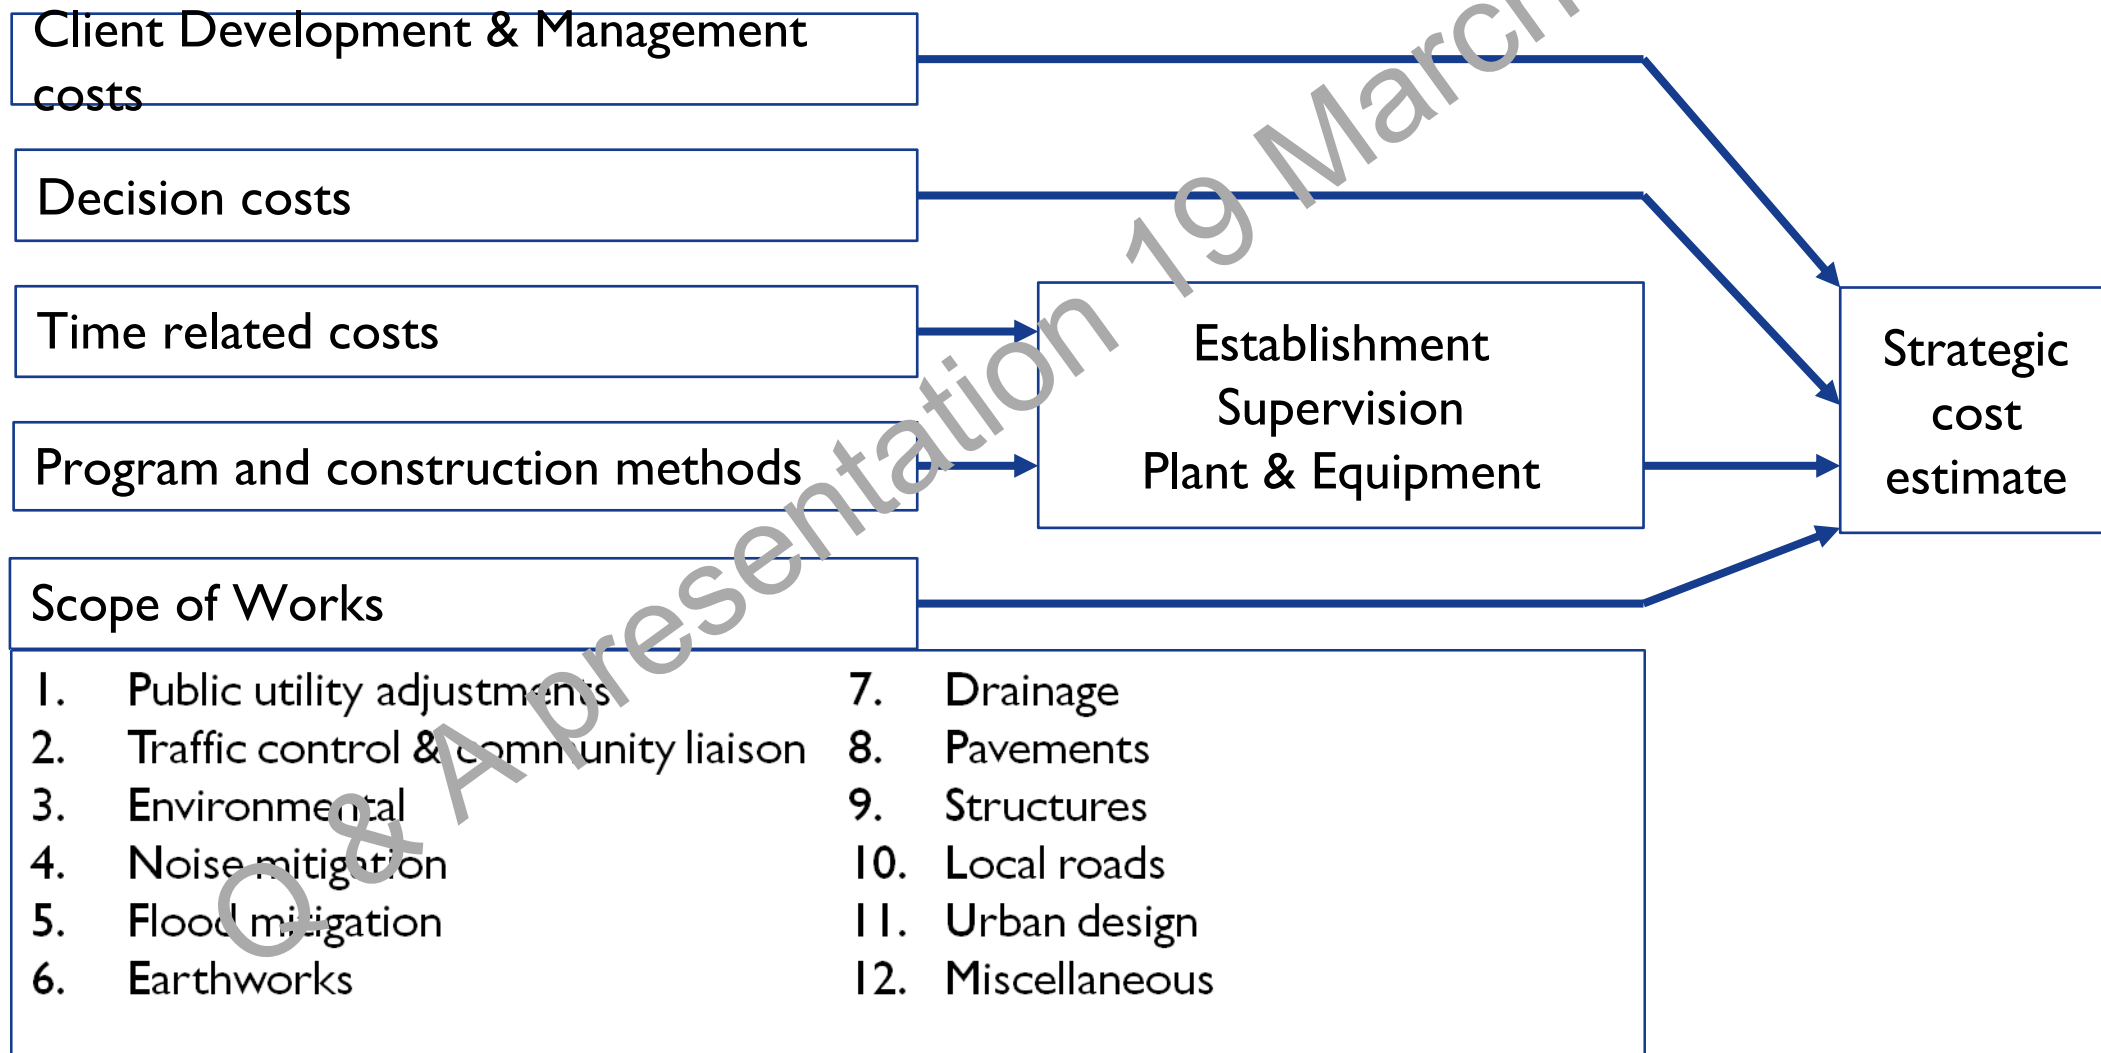 Client Development & Management
costs
Decision costs
Time related costs
Program and construction methods
Establishment
Supervision
Plant & Equipment
Strategic
cost
estimate
Scope of Works
1. Public utility adjustments
2. Traffic control & community liaison
3. Environmental
4. Noise mitigation
5. Flood mitigation
6. Earthworks
7. Drainage
8. Pavements
9. Structures
10. Local roads
11. Urban design
12. Miscellaneous
Q & A presentation 19 March